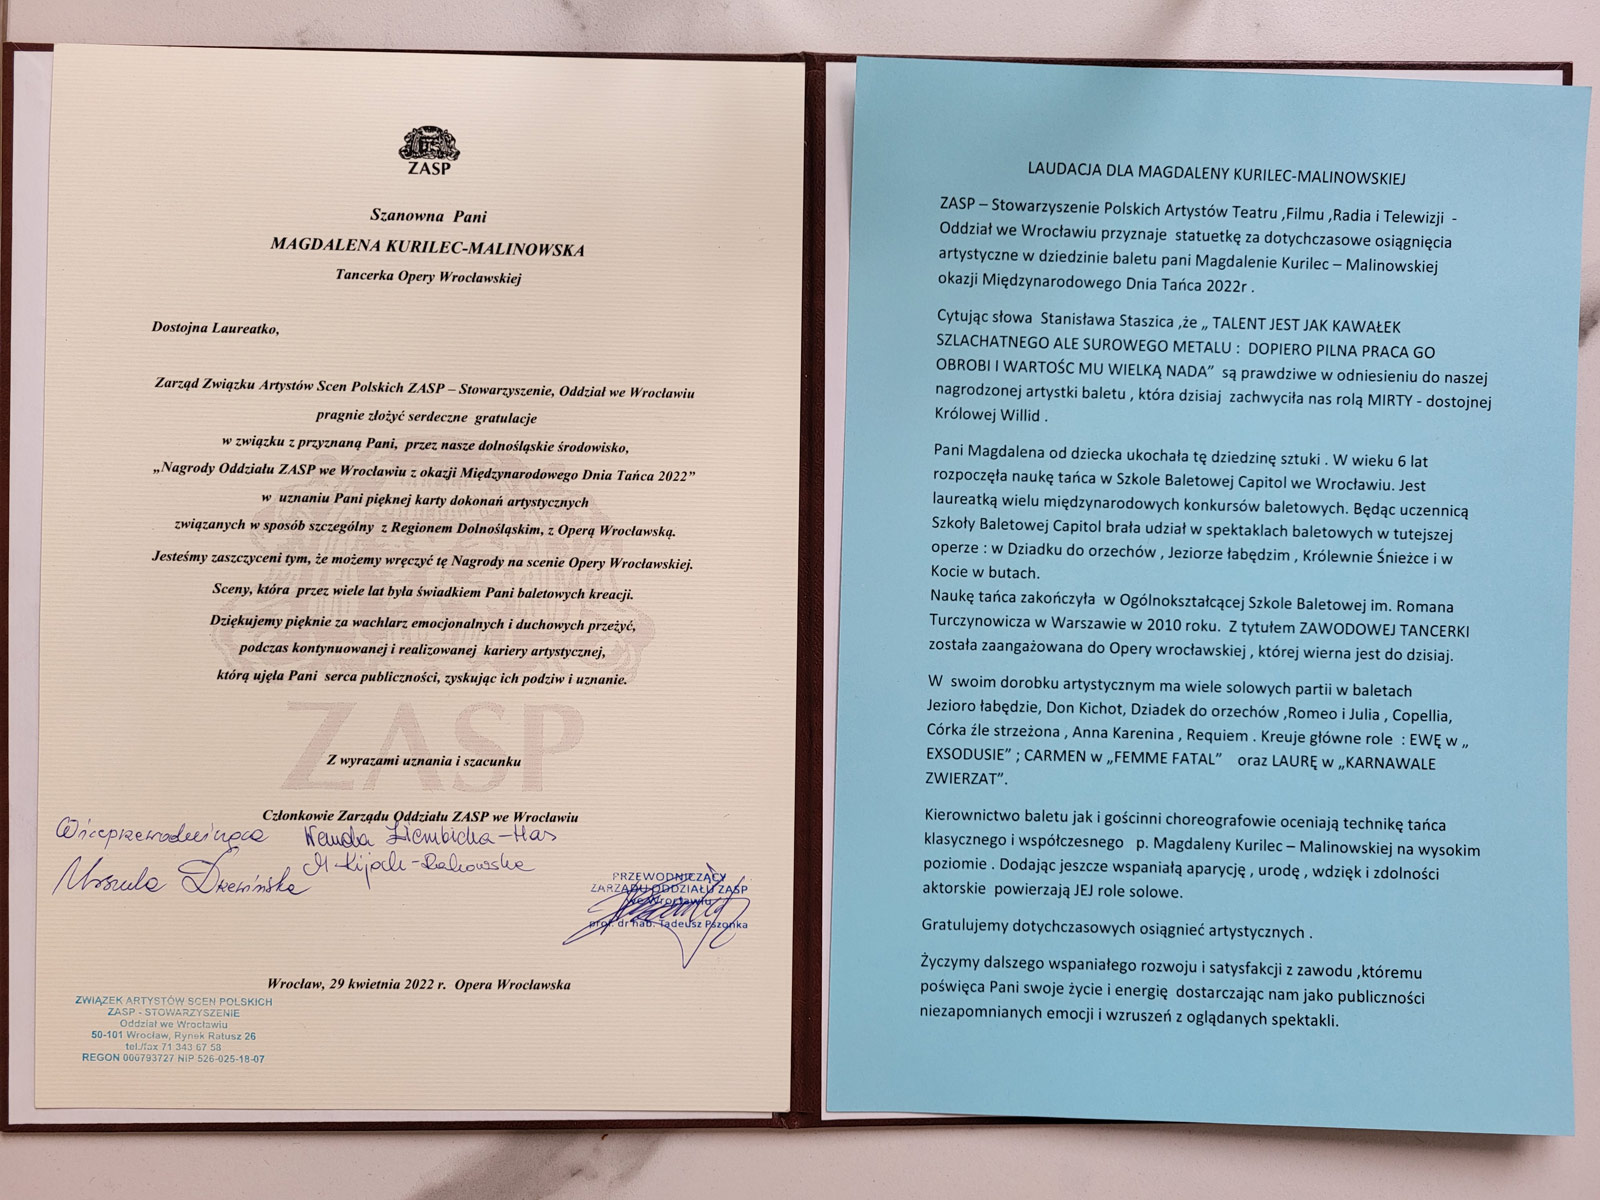 ZASP
Szanowna Pani
MAGDALENA KURILEC-MALINOWSKA
Tancerka Opery Wrocławskiej
Dostojna Laureatko,
Zarząd Związku Artystów Scen Polskich ZASP – Stowarzyszenie, Oddział we Wrocławiu
pragnie złożyć serdeczne gratulacje
w związku z przyznaną Pani, przez nasze dolnośląskie środowisko,
„Nagrody Oddziału ZASP we Wrocławiu z okazji Międzynarodowego Dnia Tańca 2022”
w uznaniu Pani pięknej karty dokonań artystycznych
związanych w sposób szczególny z Regionem Dolnośląskim, z Operą Wrocławską.
Jesteśmy zaszczyceni tym, że możemy wręczyć tę Nagrody na scenie Opery Wrocławskiej.
Sceny, która przez wiele lat była świadkiem Pani baletowych kreacji.
Dziękujemy pięknie za wachlarz emocjonalnych i duchowych przeżyć,
podczas kontynuowanej i realizowanej kariery artystycznej,
którą ujęła Pani serca publiczności, zyskując ich podziw i uznanie.
ZASP
Z wyrazami uznania i szacunku
Członkowie Zarządu Oddziału ZASP we Wrocławiu
Wiceprzewodnicząca Wanda Ziembicka-Has
M. Kijach-Rakowska
Urszula Drzewińska
PRZEWODNICZĄCY
ZARZĄDU ODDZIAŁU ZASP
we Wrocławiu
prof. dr hab. Tadeusz Pszonka
Wrocław, 29 kwietnia 2022 r. Opera Wrocławska
ZWIĄZEK ARTYSTÓW SCEN POLSKICH
ZASP - STOWARZYSZENIE
Oddział we Wrocławiu
50-101 Wrocław, Rynek Ratusz 26
tel./fax 71 343 67 58
REGON 000793727 NIP 526-025-18-07
LAUDACJA DLA MAGDALENY KURILEC-MALINOWSKIEJ
ZASP – Stowarzyszenie Polskich Artystów Teatru ,Filmu ,Radia i Telewizji -
Oddział we Wrocławiu przyznaje statuetkę za dotychczasowe osiągnięcia
artystyczne w dziedzinie baletu pani Magdalenie Kurilec – Malinowskiej
okazji Międzynarodowego Dnia Tańca 2022r .
Cytując słowa Stanisława Staszica ,że „ TALENT JEST JAK KAWAŁEK
SZLACHATNEGO ALE SUROWEGO METALU : DOPIERO PILNA PRACA GO
OBROBI I WARTOŚC MU WIELKĄ NADA” są prawdziwe w odniesieniu do naszej
nagrodzonej artystki baletu , która dzisiaj zachwyciła nas rolą MIRTY - dostojnej
Królowej Willid .
Pani Magdalena od dziecka ukochała tę dziedzinę sztuki . W wieku 6 lat
rozpoczęła naukę tańca w Szkole Baletowej Capitol we Wrocławiu. Jest
laureatką wielu międzynarodowych konkursów baletowych. Będąc uczennicą
Szkoły Baletowej Capitol brała udział w spektaklach baletowych w tutejszej
operze : w Dziadku do orzechów , Jeziorze łabędzim , Królewnie Śnieżce i w
Kocie w butach.
Naukę tańca zakończyła w Ogólnokształcącej Szkole Baletowej im. Romana
Turczynowicza w Warszawie w 2010 roku. Z tytułem ZAWODOWEJ TANCERKI
została zaangażowana do Opery wrocławskiej , której wierna jest do dzisiaj.
W swoim dorobku artystycznym ma wiele solowych partii w baletach
Jezioro łabędzie, Don Kichot, Dziadek do orzechów ,Romeo i Julia , Copellia,
Córka źle strzeżona , Anna Karenina , Requiem . Kreuje główne role : EWĘ w „
EXSODUSIE” ; CARMEN w „FEMME FATAL” oraz LAURĘ w „KARNAWALE
ZWIERZAT”.
Kierownictwo baletu jak i gościnni choreografowie oceniają technikę tańca
klasycznego i współczesnego p. Magdaleny Kurilec – Malinowskiej na wysokim
poziomie . Dodając jeszcze wspaniałą aparycję , urodę , wdzięk i zdolności
aktorskie powierzają JEJ role solowe.
Gratulujemy dotychczasowych osiągnieć artystycznych .
Życzymy dalszego wspaniałego rozwoju i satysfakcji z zawodu ,któremu
poświęca Pani swoje życie i energię dostarczając nam jako publiczności
niezapomnianych emocji i wzruszeń z oglądanych spektakli.